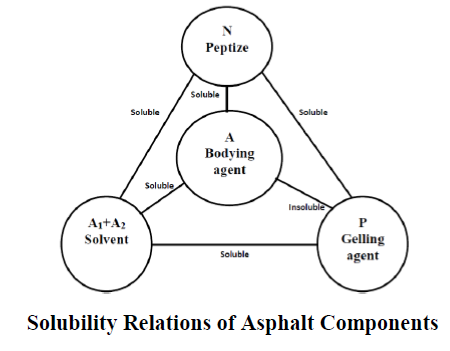 N
Peptize
Soluble
Soluble
Soluble
A
Bodying
agent
Soluble
Insoluble
A₁+A₂
Solvent
Soluble
P
Gelling
agent
Solubility Relations of Asphalt Components